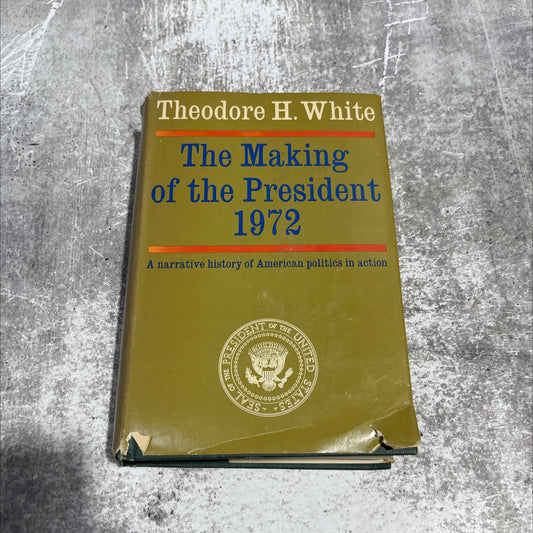 Theodore H. White
The Making
of the President
1972
A narrative history of American politics in action
SEAL OF THE PRESIDENT OF THE UNITED STATES